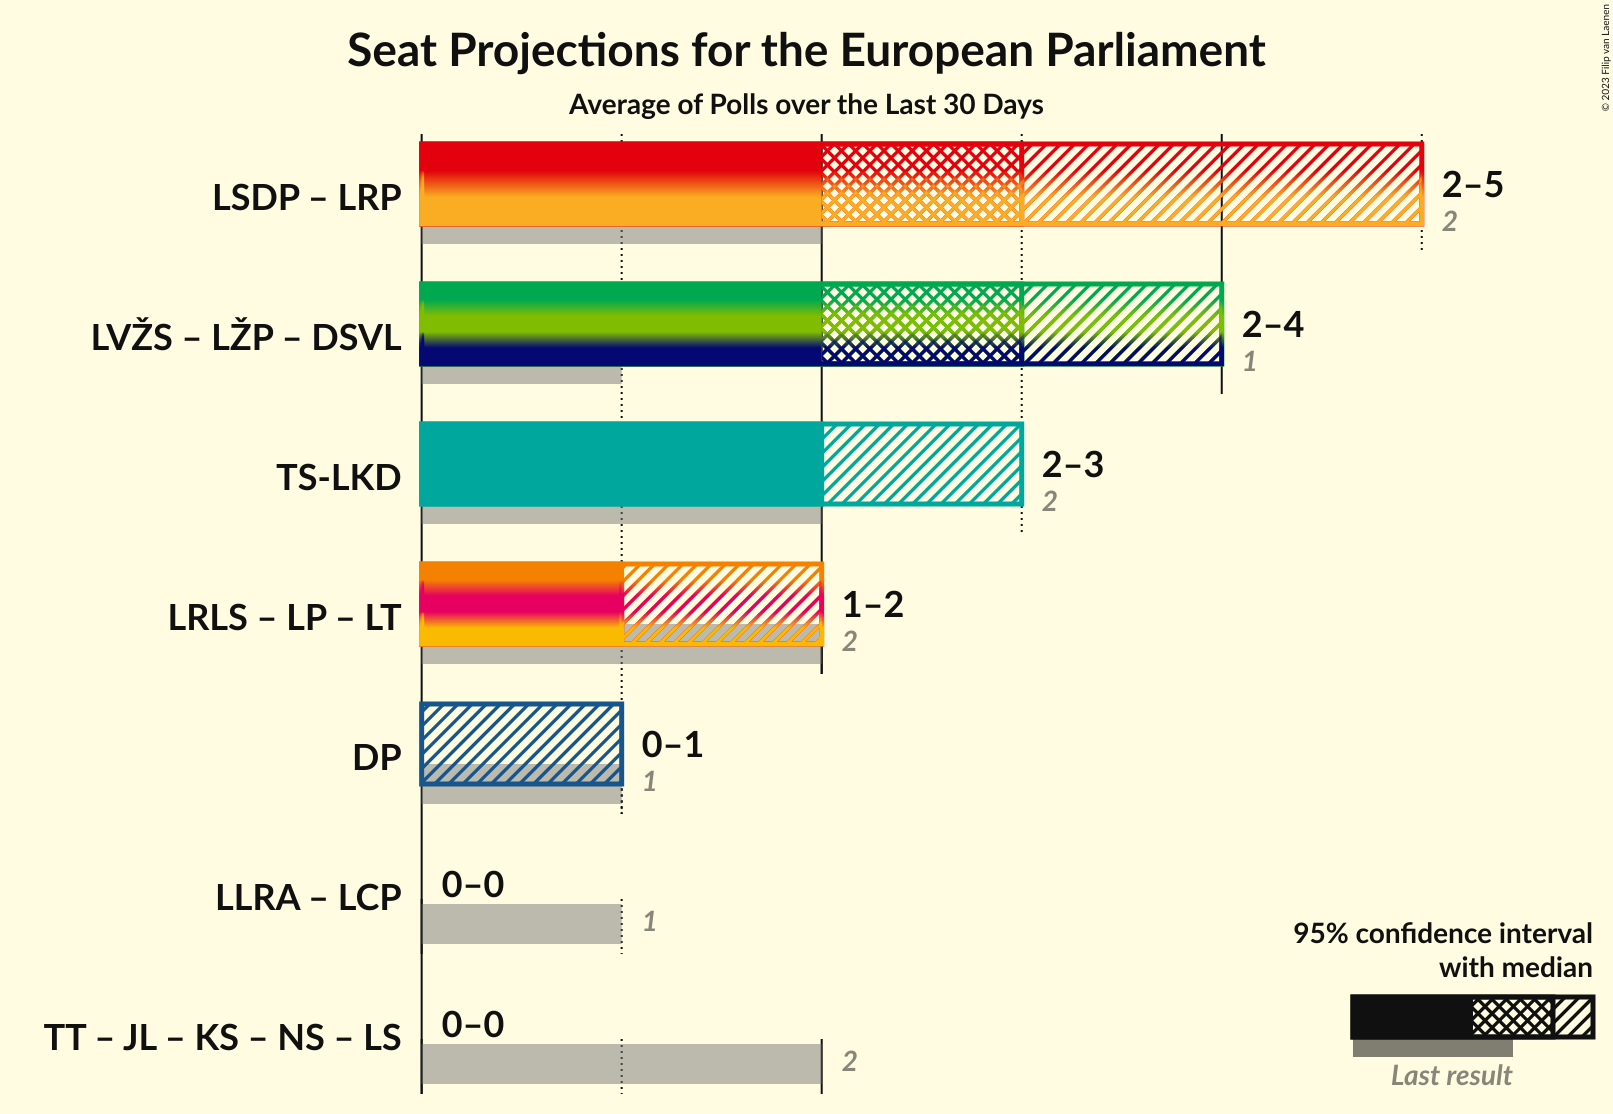 Seat Projections for the European Parliament
Average of Polls over the Last 30 Days
© 2023 Filip van Laenen
LSDP – LRP
2–5
2
LVŽS – LŽP – DSVL
2–4
1
TS-LKD
2–3
2
LRLS – LP – LT
1–2
2
DP
0–1
1
LLRA – LCP
0–0
1
TT – JL – KS – NS – LS
0–0
2
95% confidence interval
with median
Last result